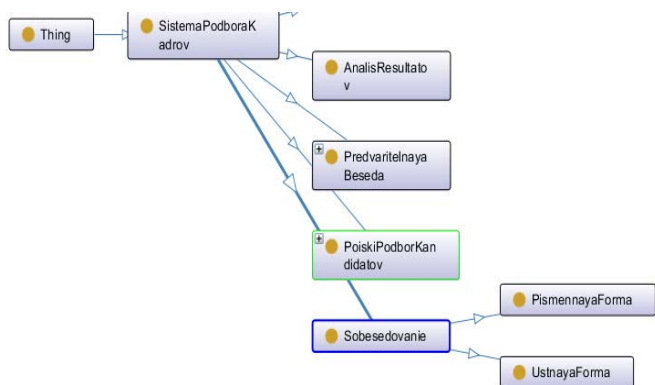 SistemaPodboraK
adrov
Thing
AnalisResultato
v
Predvaritelnaya
Beseda
PoiskiPodborKan
didatov
PismennayaForma
Sobesedovanie
UstnayaForma